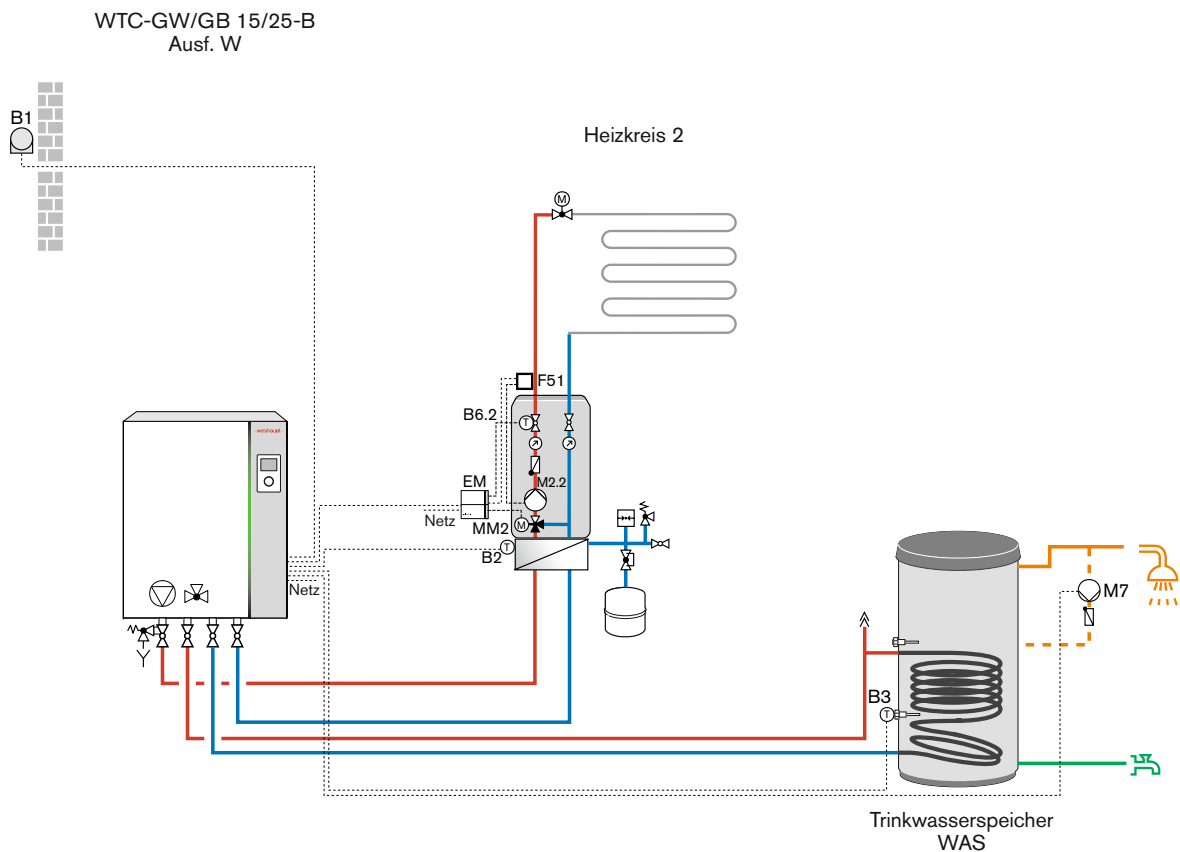 WTC-GW/GB 15/25-B
Ausf. W
B1
Heizkreis 2
M
F51
B6.2
T
-weishaupt-
EM
M2.2
Netz
MM2
M
B2
T
Netz
M7
B3
T
Trinkwasserspeicher
WAS